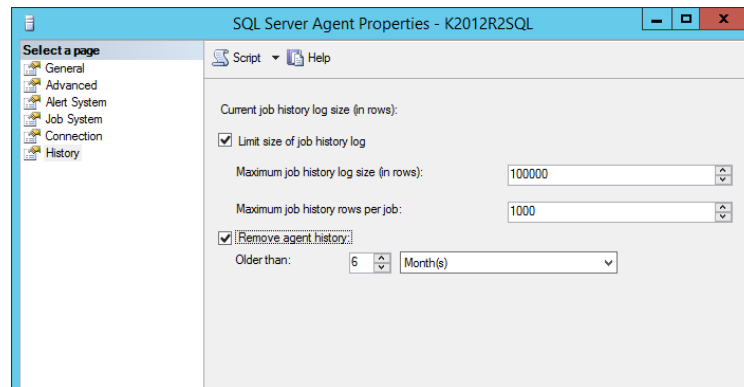 SQL Server Agent Properties - K2012R2SQL
Select a page
General
Advanced
Alert System
Job System
Connection
History
Script
Help
Current job history log size (in rows):
Limit size of job history log
Maximum job history log size (in rows): 100000
Maximum job history rows per job: 1000
Remove agent history:
Older than: 6 Month(s)